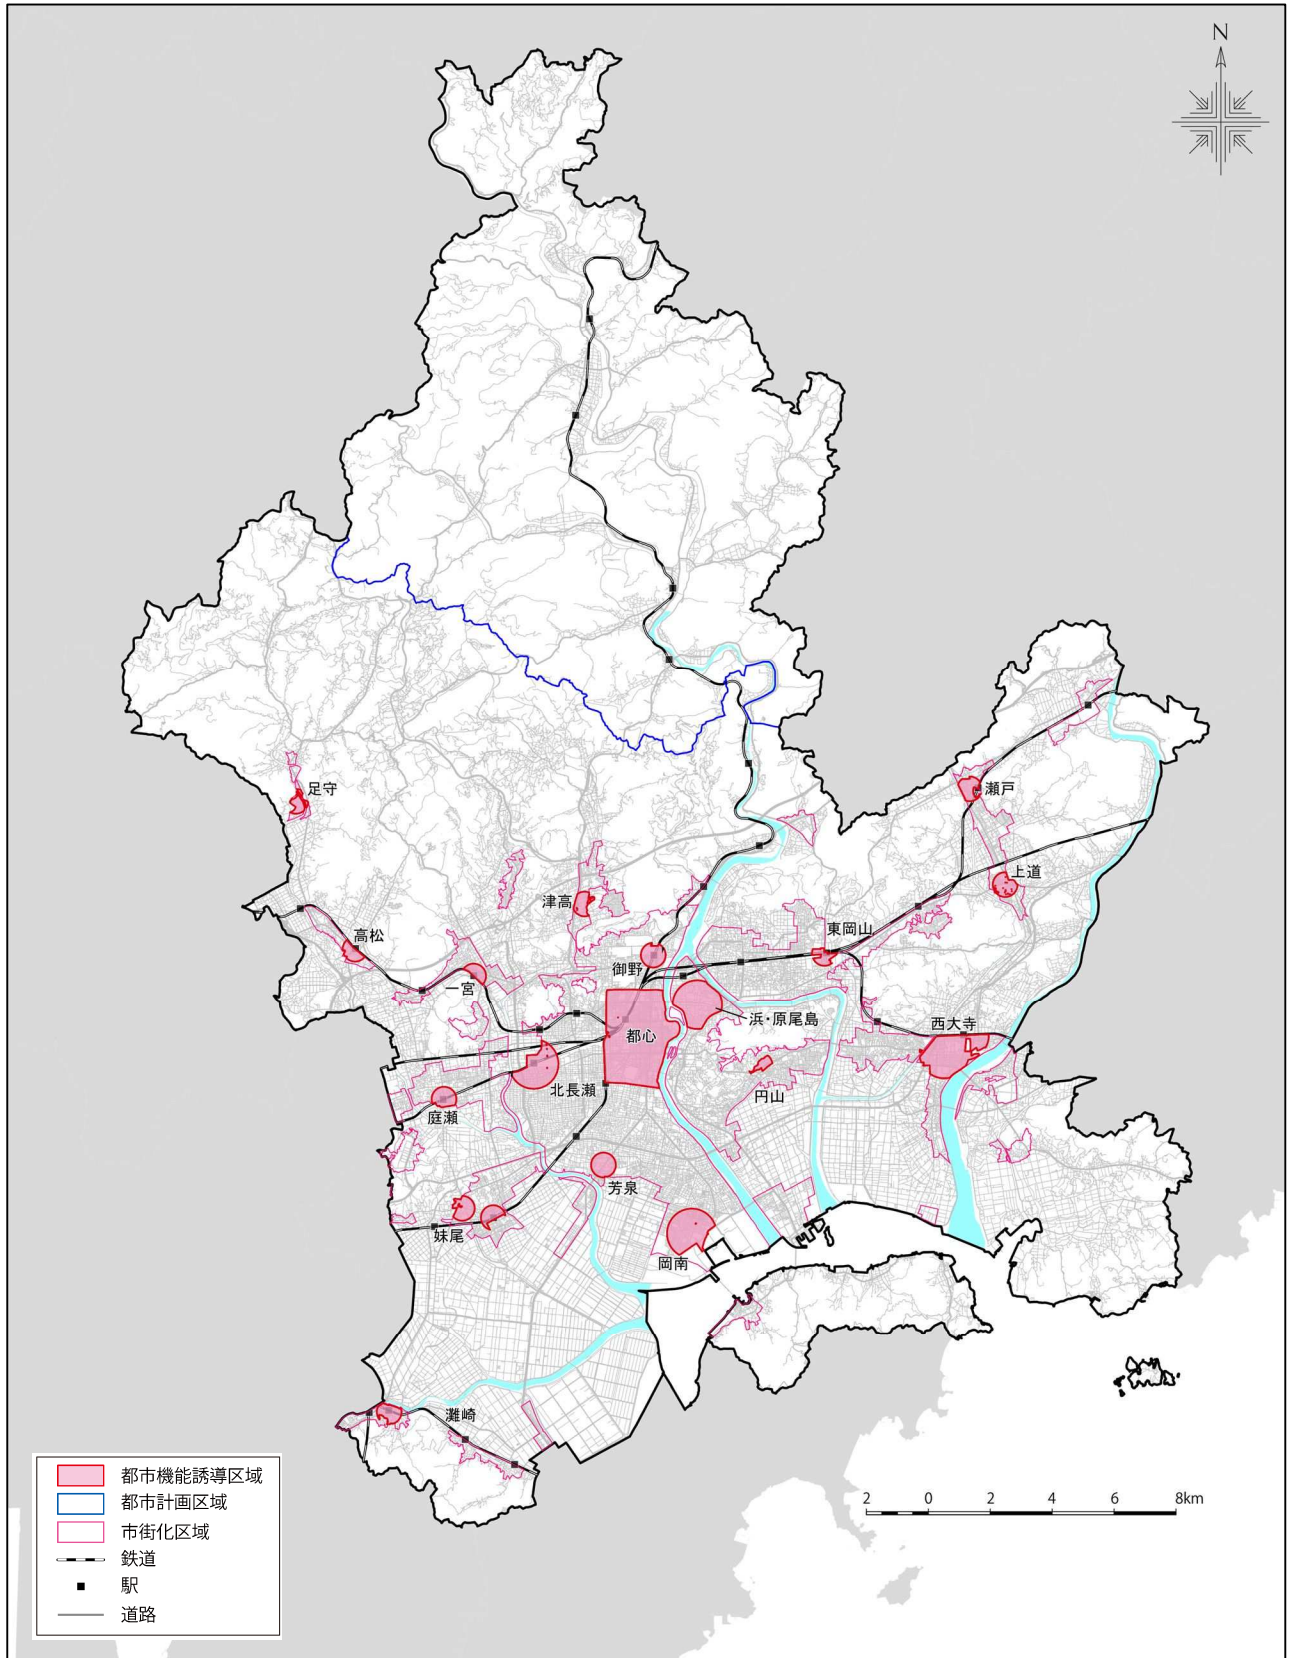 N
足守
瀬戸
上道
津高
高松
東岡山
御野
一宮
浜・原尾島
西大寺
都心
北長瀬
円山
庭瀬
芳泉
妹尾
岡南
灘崎
都市機能誘導区域
都市計画区域
市街化区域
鉄道
駅
道路
2 0 2 4 6 8km